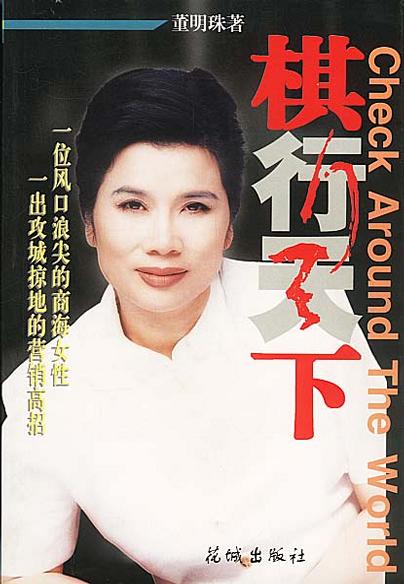 董明珠著
棋行天下
Check Around The World
一位风口浪尖的商海女性
一出攻城掠地的营销高招
花城出版社